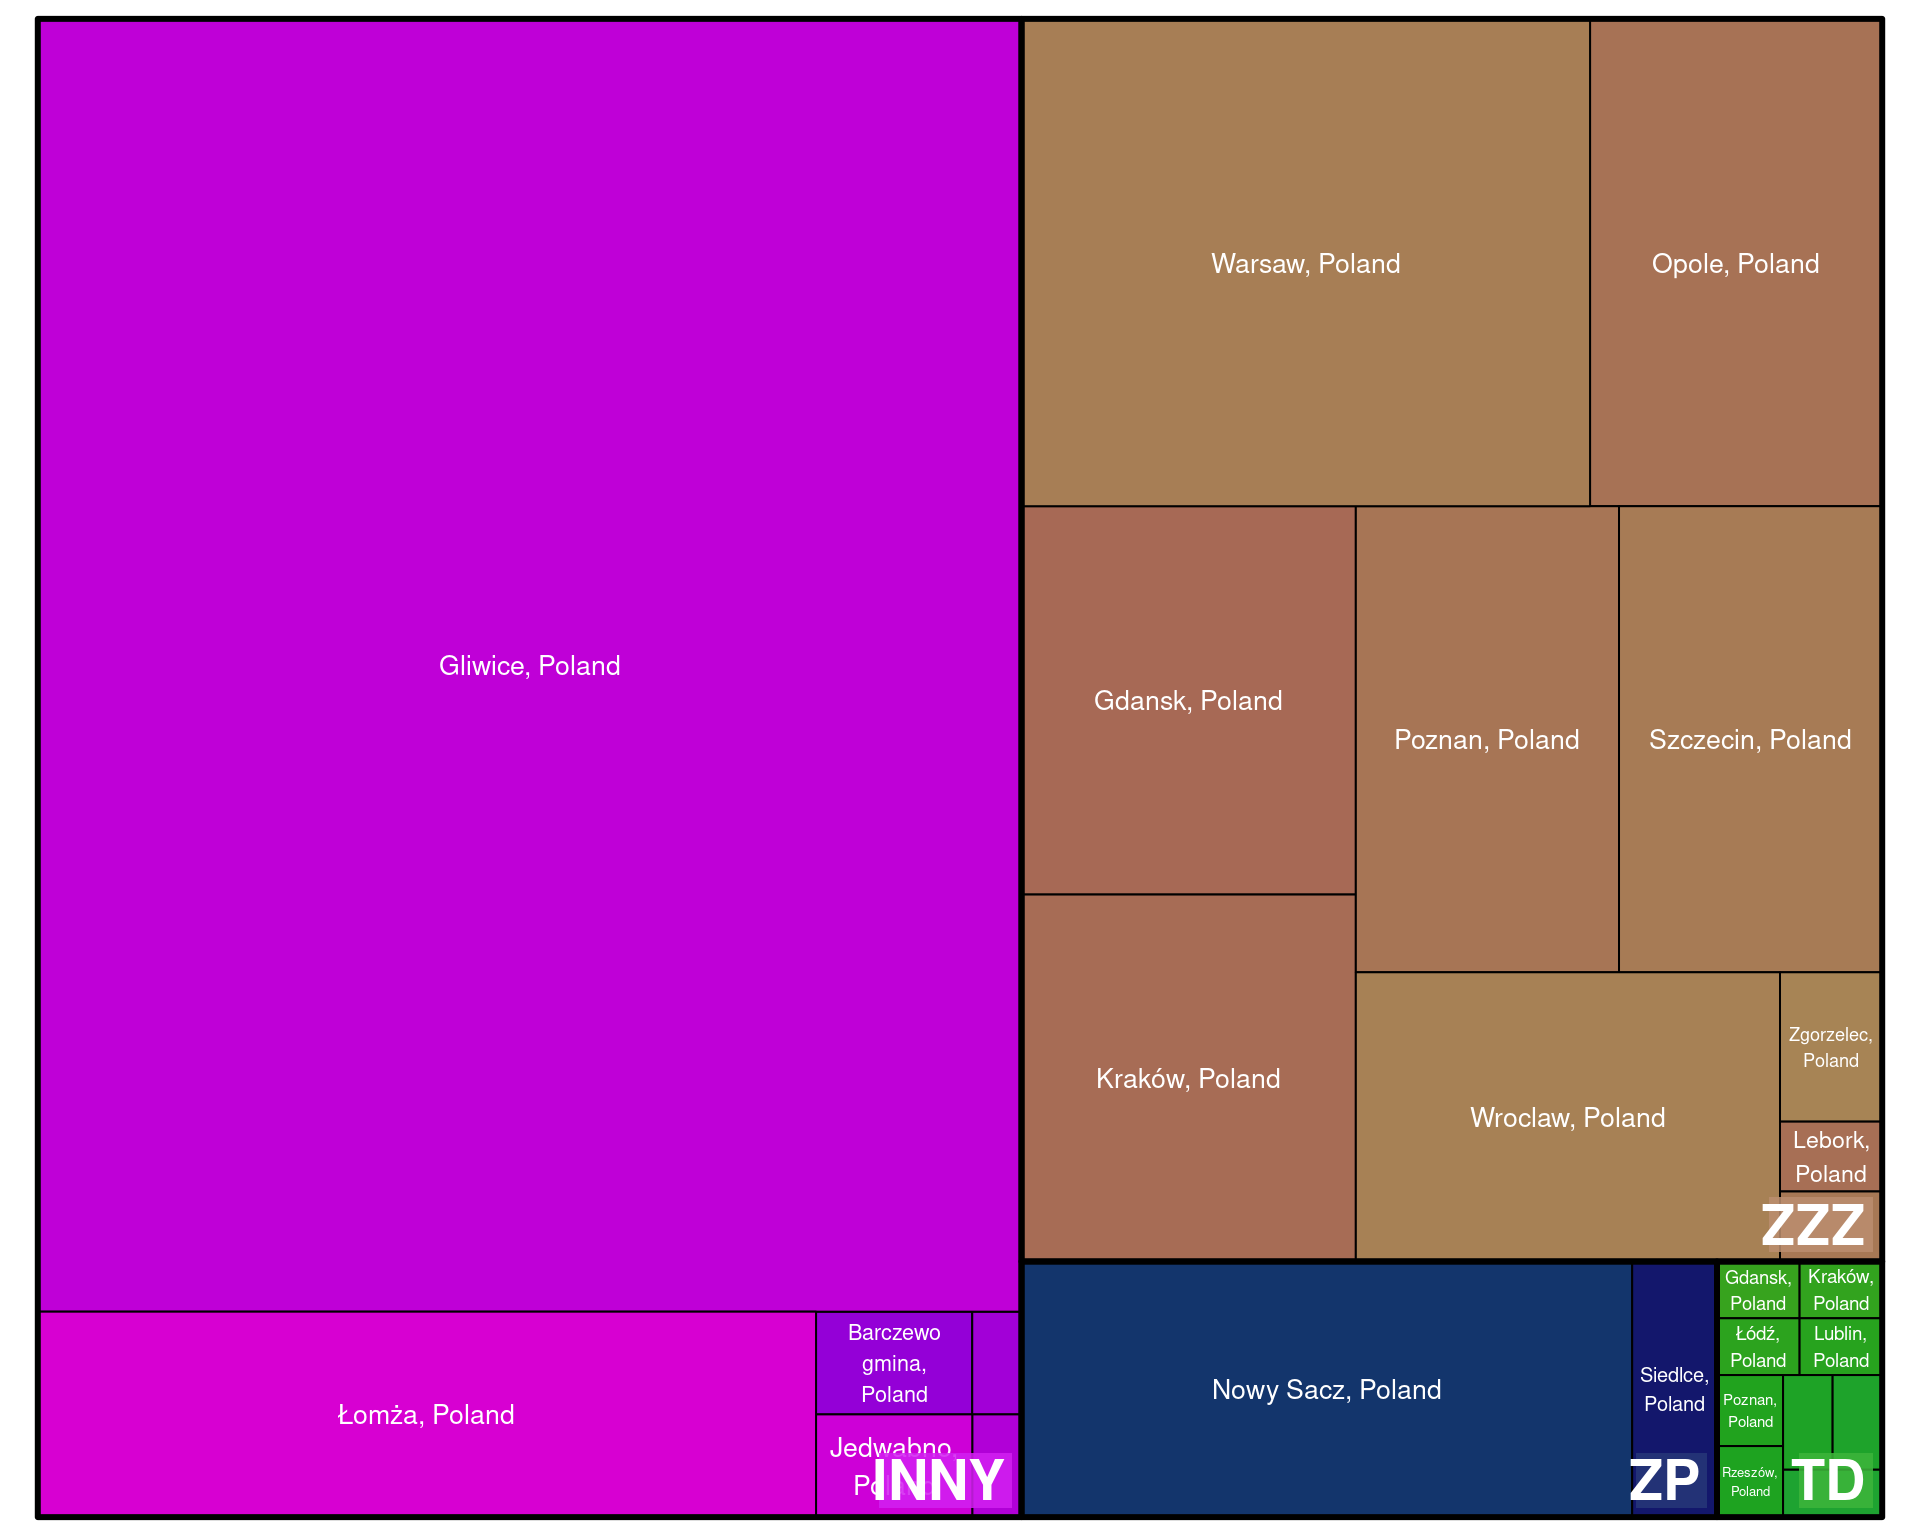 Gliwice, Poland
Łomża, Poland
Barczewo
gmina,
Poland
Jedwabno,
INNY
Warsaw, Poland
Opole, Poland
Gdansk, Poland
Poznan, Poland
Szczecin, Poland
Kraków, Poland
Wroclaw, Poland
Zgorzelec,
Poland
Lebork,
Poland
ZZZ
Nowy Sacz, Poland
Siedlce,
Poland
ZP
Gdansk,
Poland
Kraków,
Poland
Łódź,
Poland
Lublin,
Poland
Poznan,
Poland
Rzeszów,
Poland
TD